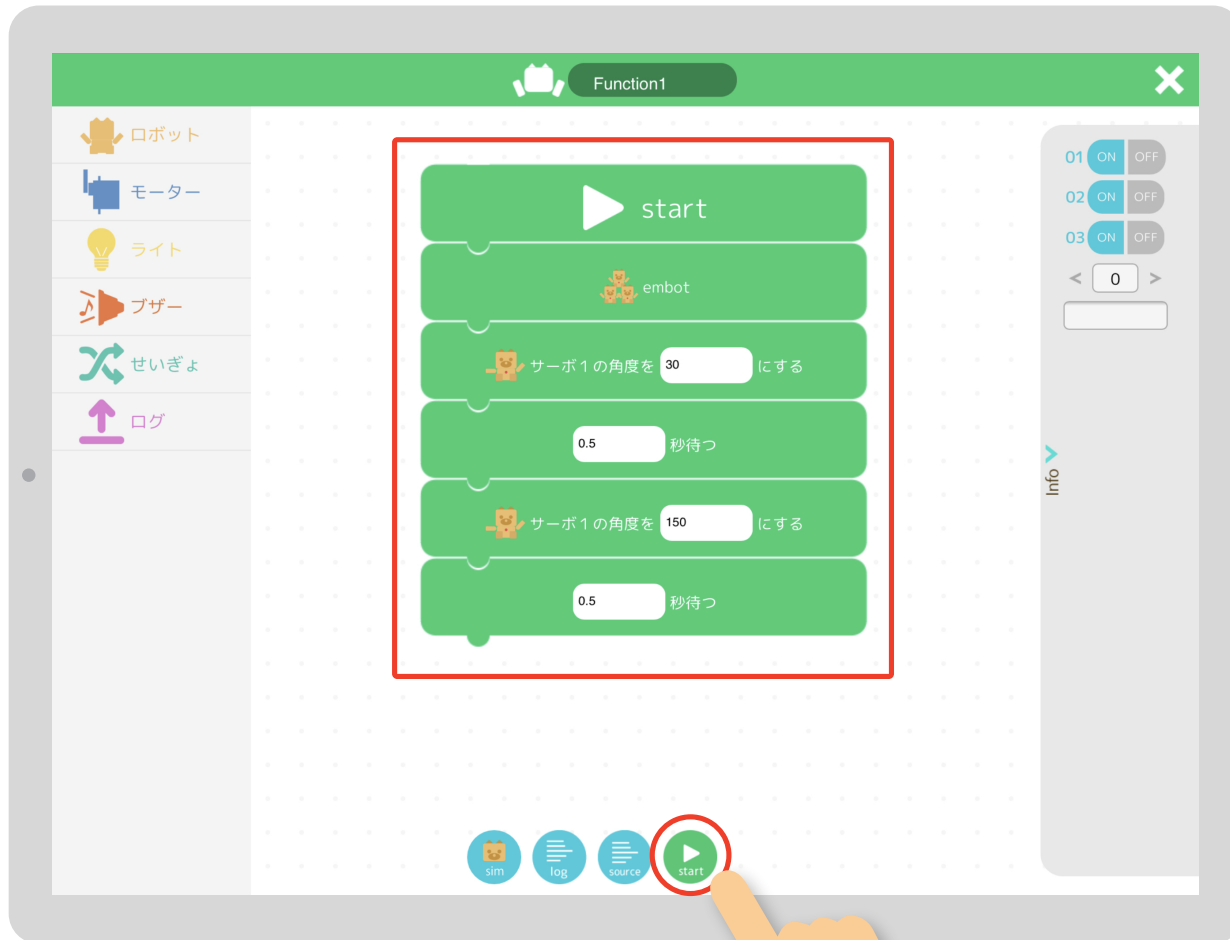 Function1
ロボット
モーター
ライト
ブザー
せいぎょ
ログ
start
embot
サーボ1の角度を 30 にする
0.5 秒待つ
サーボ1の角度を 150 にする
0.5 秒待つ
01 ON OFF
02 ON OFF
03 ON OFF
< 0 >
Info
sim
log
source
start